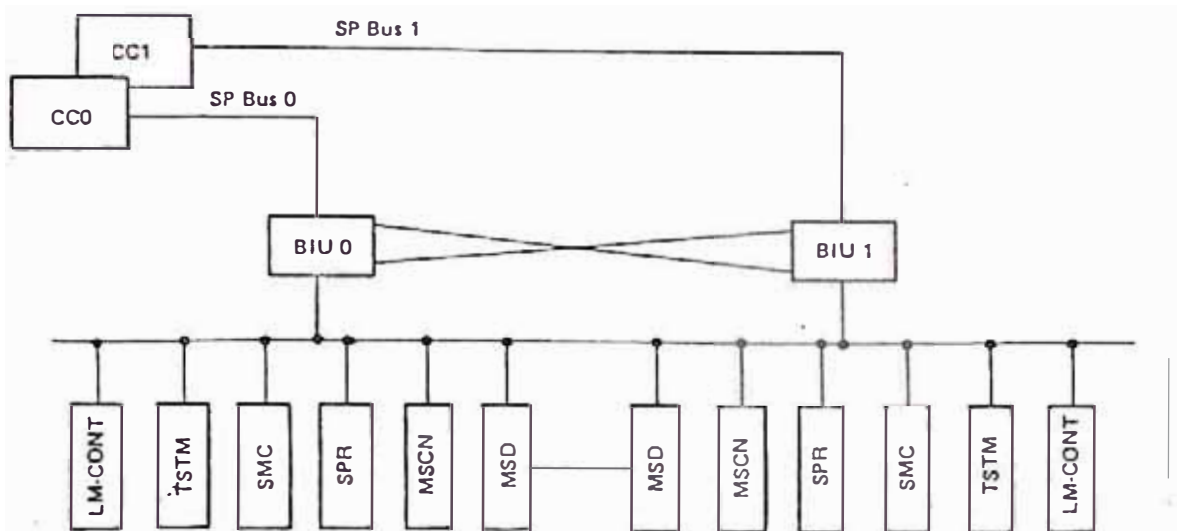 SP Bus 1
CC1
SP Bus 0
CC0
BIU 0
BIU 1
LM-CONT
TSTM
SMC
SPR
MSCN
MSD
MSD
MSCN
SPR
SMC
TSTM
LM-CONT